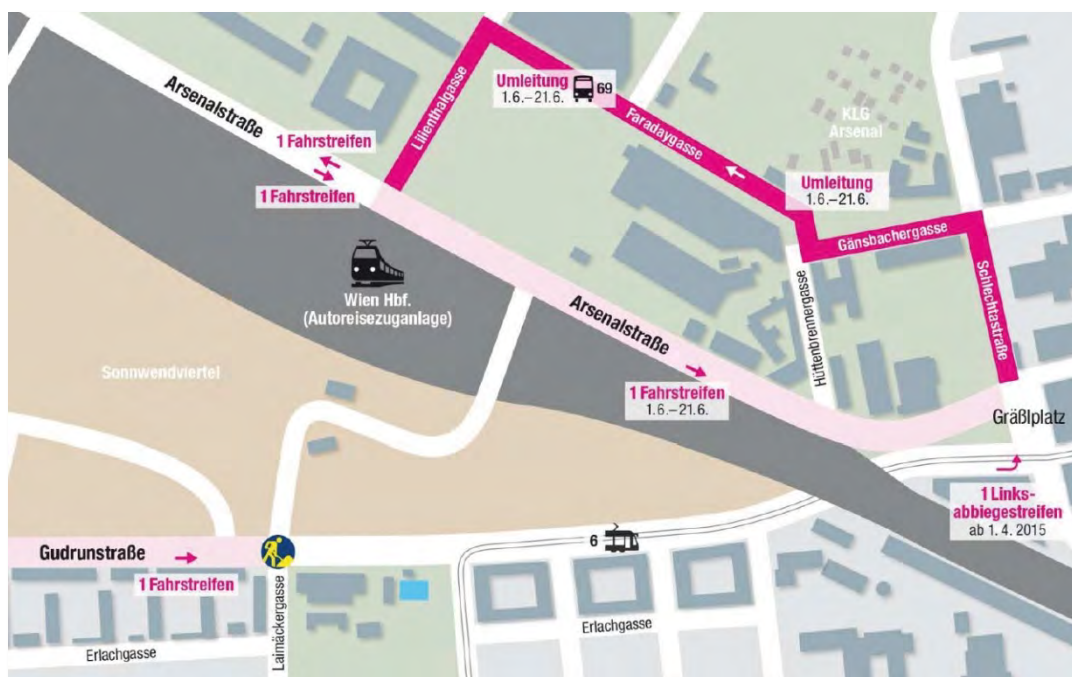 Arsenalstraße
1 Fahrstreifen
1 Fahrstreifen
Lilienthalgasse
Umleitung
1.6.–21.6.
69
Faradaygasse
KLG
Arsenal
Umleitung
1.6.–21.6.
Gänsbachergasse
Schlechtastraße
Hüttenbrennergasse
Wien Hbf.
(Autoreisezuganlage)
Arsenalstraße
1 Fahrstreifen
1.6.–21.6.
Gräßlplatz
1 Links-
abbiegestreifen
ab 1. 4. 2015
Sonnwendviertel
Gudrunstraße
1 Fahrstreifen
6
Laimäckergasse
Erlachgasse
Erlachgasse